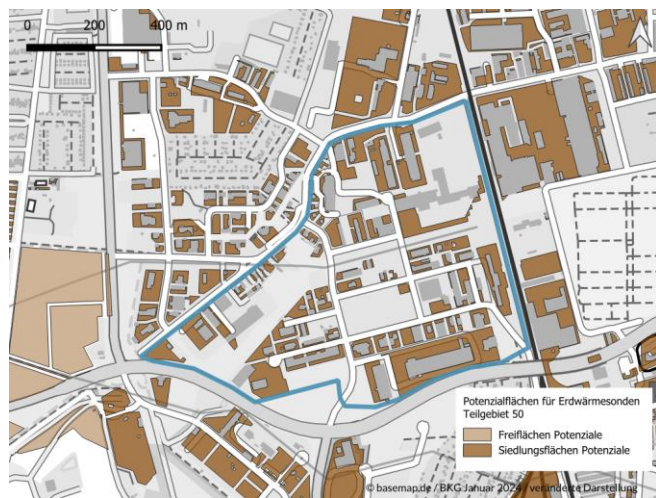 0 200 400 m
Potenzialflächen für Erdwärmesonden
Teilgebiet 50
Freiflächen Potenziale
Siedlungsflächen Potenziale
© basemap.de / BKG Januar 2024 / veränderte Darstellung